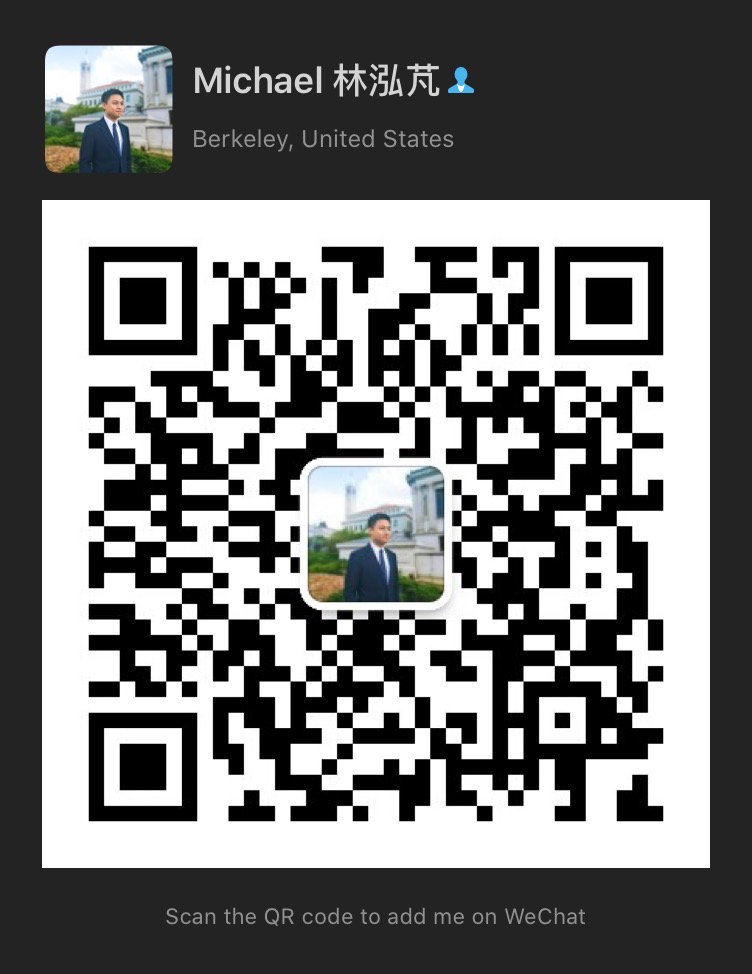 Michael 林泓芃
Berkeley, United States
Scan the QR code to add me on WeChat